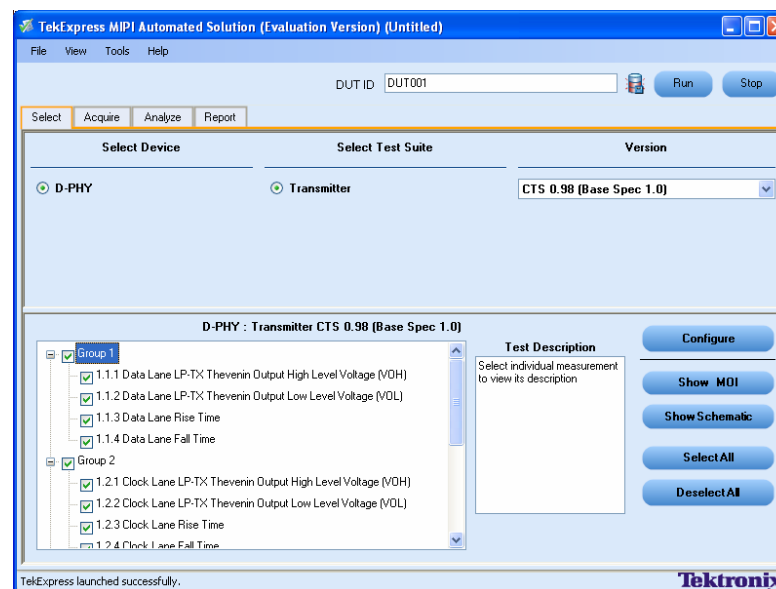 TekExpress MIPI Automated Solution (Evaluation Version) (Untitled)
File View Tools Help
DUT ID DUT001 Run Stop
Select Acquire Analyze Report
Select Device Select Test Suite Version
D-PHY Transmitter CTS 0.98 (Base Spec 1.0)
D-PHY : Transmitter CTS 0.98 (Base Spec 1.0)
Group 1
1.1.1 Data Lane LP-TX Thevenin Output High Level Voltage (VOH)
1.1.2 Data Lane LP-TX Thevenin Output Low Level Voltage (VOL)
1.1.3 Data Lane Rise Time
1.1.4 Data Lane Fall Time
Group 2
1.2.1 Clock Lane LP-TX Thevenin Output High Level Voltage (VOH)
1.2.2 Clock Lane LP-TX Thevenin Output Low Level Voltage (VOL)
1.2.3 Clock Lane Rise Time
1.2.4 Clock Lane Fall Time
Test Description
Select individual measurement
to view its description
Configure
Show MOI
Show Schematic
Select All
Deselect All
TekExpress launched successfully.
Tektronix